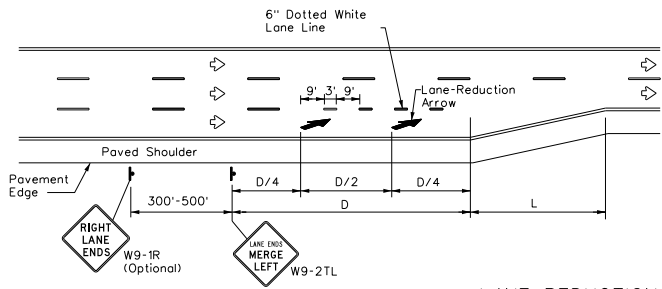 6" Dotted White
Lane Line
9' 3' 9'
Lane-Reduction
Arrow
Paved Shoulder
Pavement
Edge
D/4 D/2 D/4
300'-500' D L
RIGHT
LANE
ENDS
W9-1R
(Optional)
LANE ENDS
MERGE
LEFT
W9-2TL